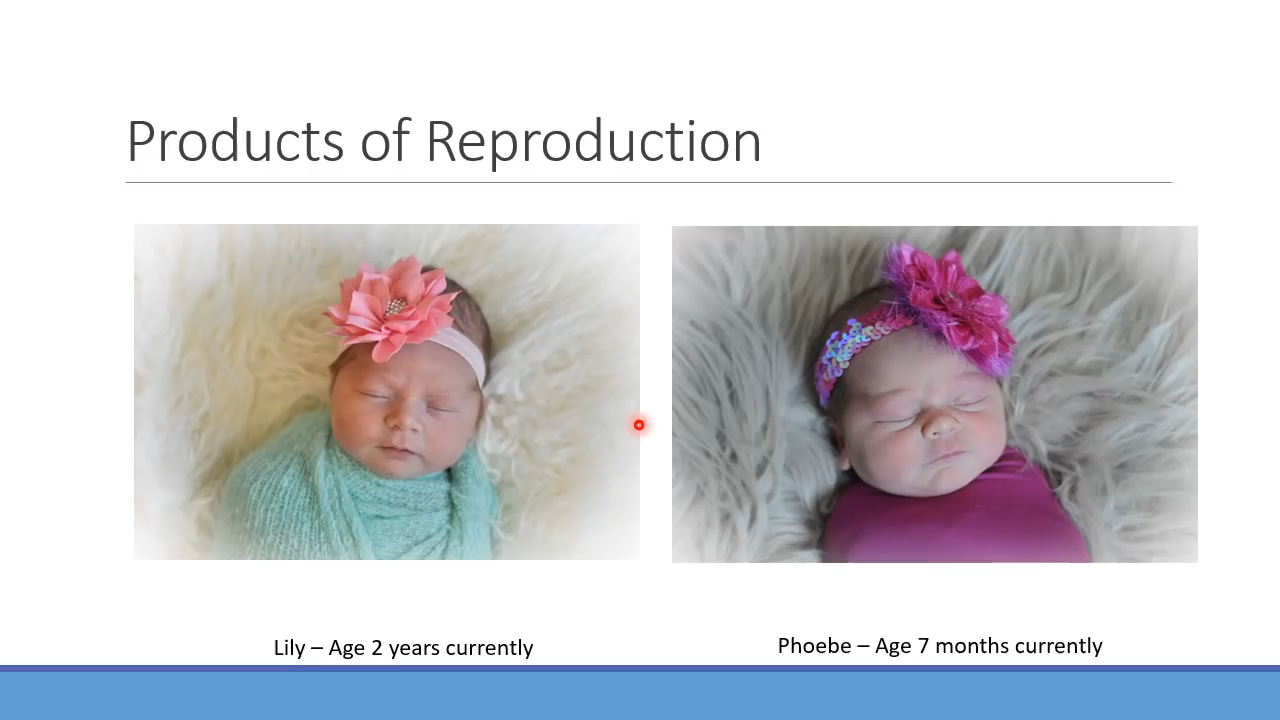 Products of Reproduction
Lily – Age 2 years currently
Phoebe – Age 7 months currently